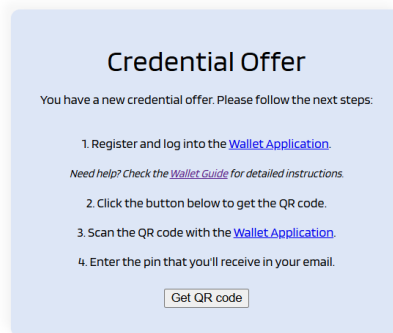 Credential Offer
You have a new credential offer. Please follow the next steps:
1. Register and log into the Wallet Application.
Need help? Check the Wallet Guide for detailed instructions.
2. Click the button below to get the QR code.
3. Scan the QR code with the Wallet Application.
4. Enter the pin that you'll receive in your email.
Get QR code